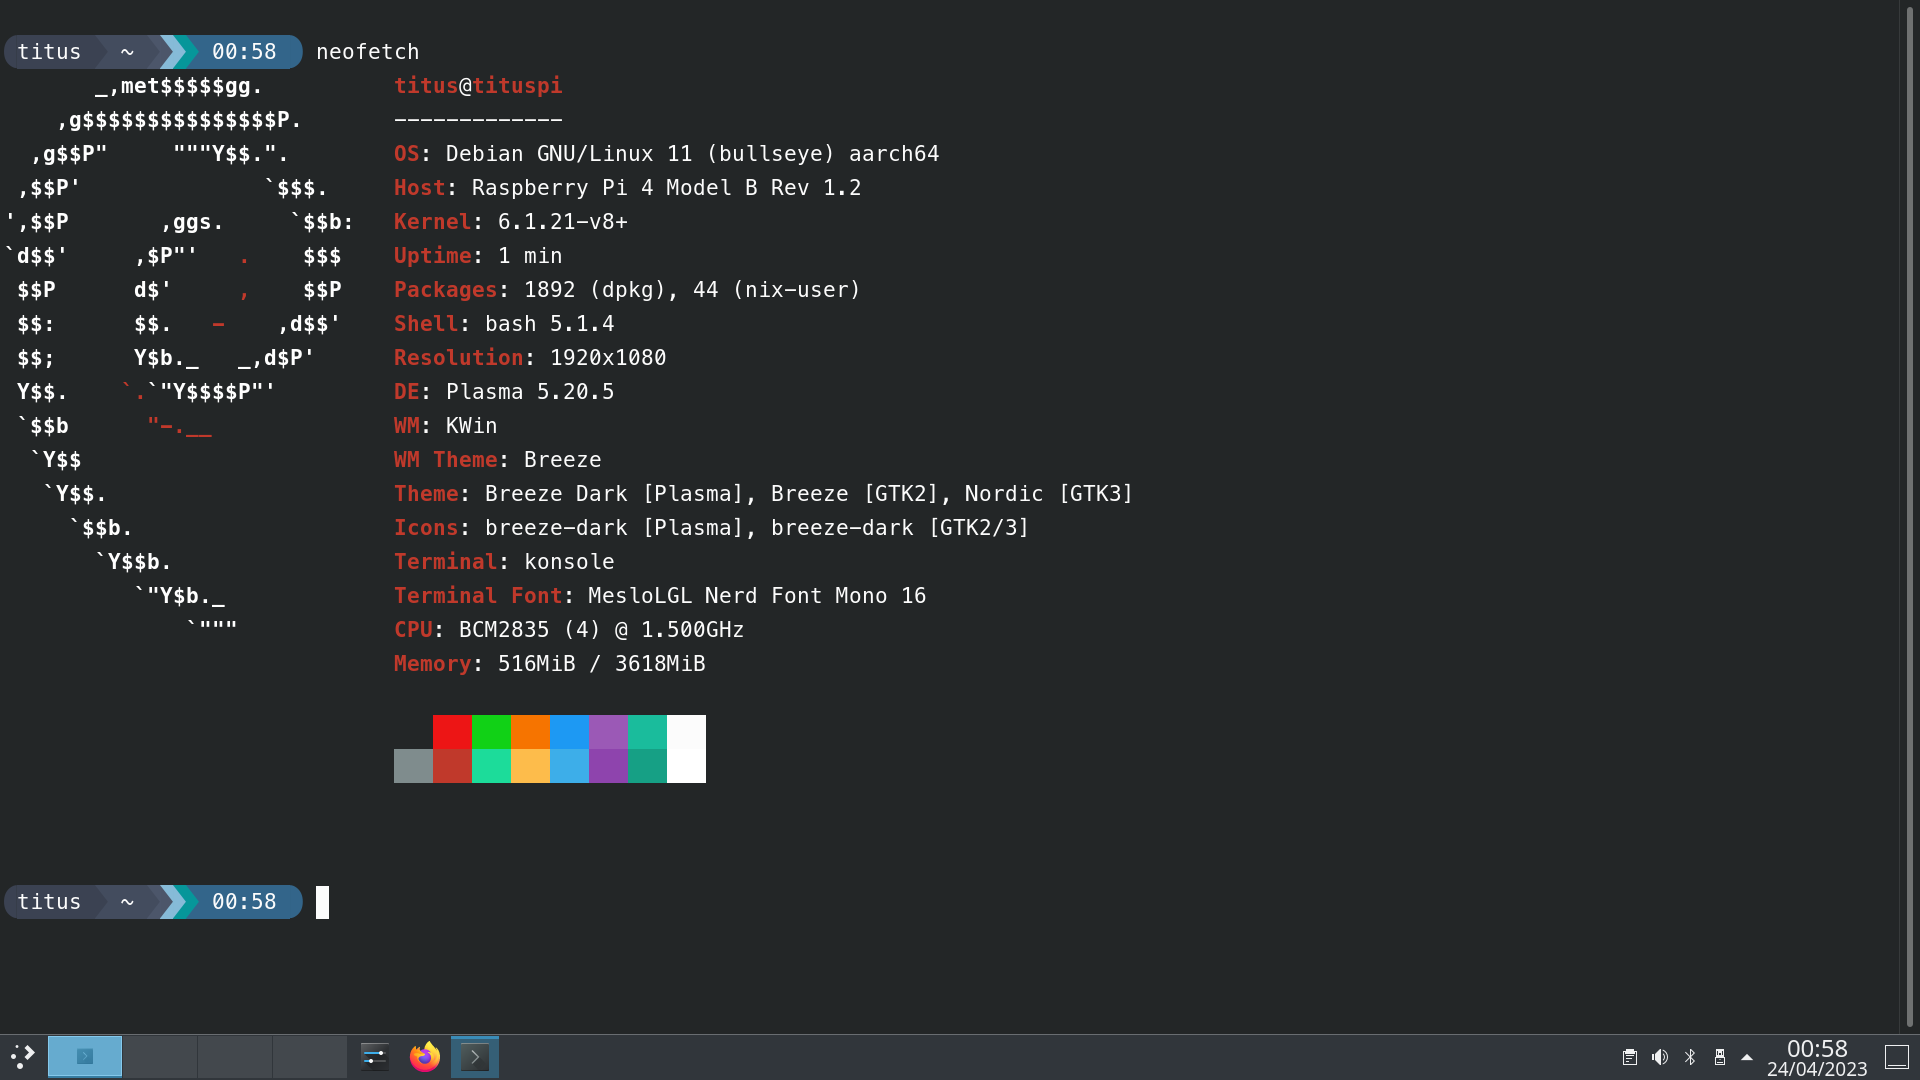 titus ~ 00:58 neofetch
       _,met$$$$$gg.          titus@tituspi
    ,g$$$$$$$$$$$$$$$P.       -------------
  ,g$$P"     """Y$$.".        OS: Debian GNU/Linux 11 (bullseye) aarch64
 ,$$P'              `$$$.     Host: Raspberry Pi 4 Model B Rev 1.2
',$$P       ,ggs.     `$$b:   Kernel: 6.1.21-v8+
`d$$'     ,$P"'   .    $$$    Uptime: 1 min
 $$P      d$'     ,    $$P    Packages: 1892 (dpkg), 44 (nix-user)
 $$:      $$.   -    ,d$$'    Shell: bash 5.1.4
 $$;      Y$b._   _,d$P'      Resolution: 1920x1080
 Y$$.    `.`"Y$$$$P"'         DE: Plasma 5.20.5
 `$$b      "-.__              WM: KWin
  `Y$$                        WM Theme: Breeze
   `Y$$.                      Theme: Breeze Dark [Plasma], Breeze [GTK2], Nordic [GTK3]
     `$$b.                    Icons: breeze-dark [Plasma], breeze-dark [GTK2/3]
       `Y$$b.                 Terminal: konsole
          `"Y$b._             Terminal Font: MesloLGL Nerd Font Mono 16
              `"""            CPU: BCM2835 (4) @ 1.500GHz
                              Memory: 516MiB / 3618MiB
titus ~ 00:58
00:58
24/04/2023